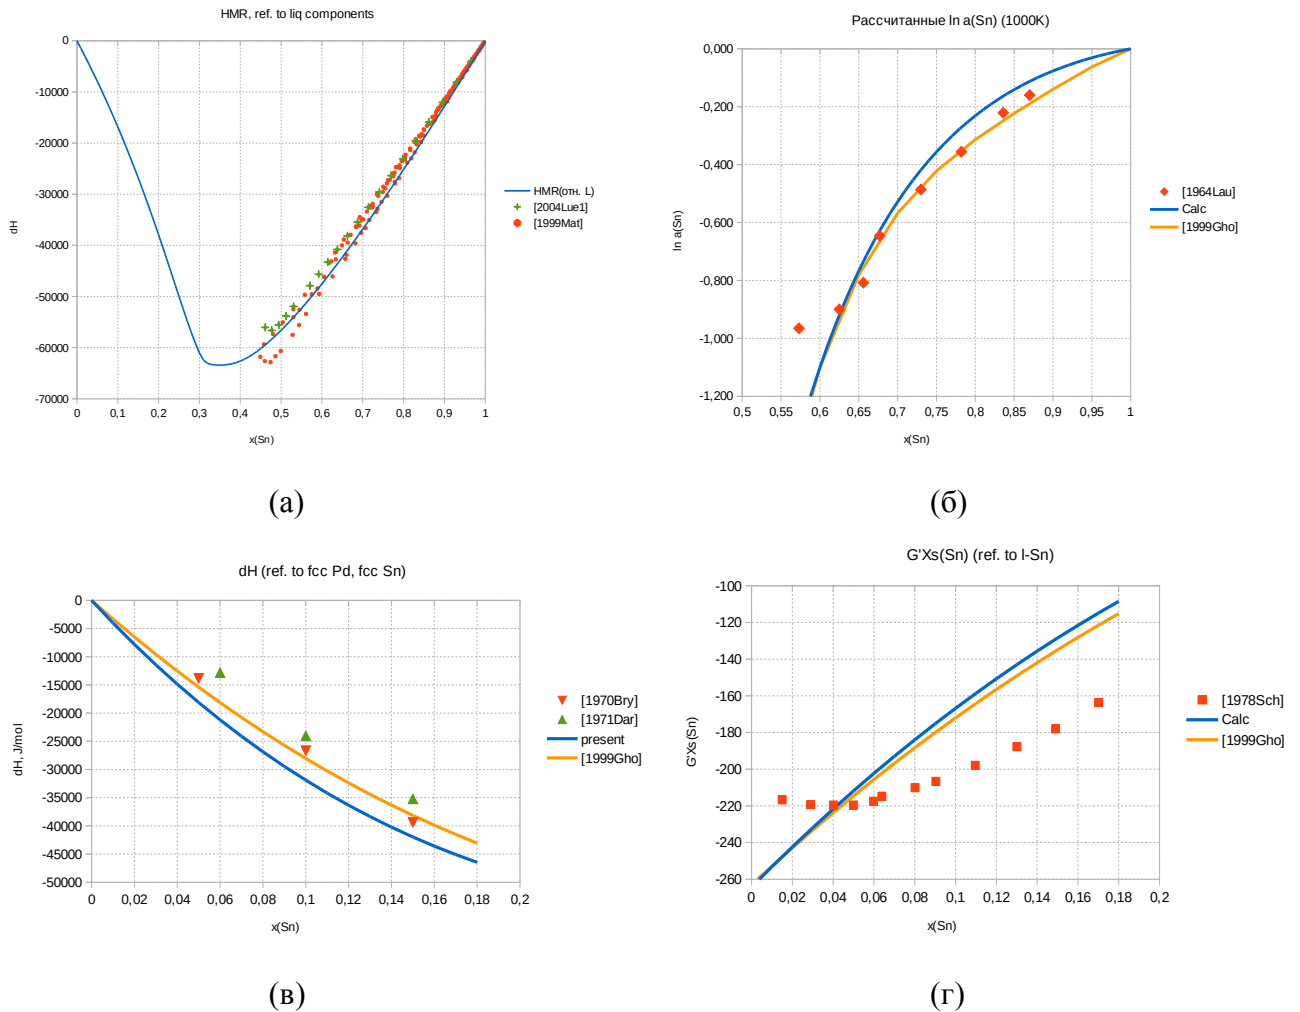 HMR, ref. to liq components
0
-10000
-20000
-30000
-40000
-50000
-60000
-70000
dH
0 0,1 0,2 0,3 0,4 0,5 0,6 0,7 0,8 0,9 1
x(Sn)
HMR(отн. L)
[2004Lue1]
[1999Mat]
(а)
Рассчитанные ln a(Sn) (1000K)
0,000
-0,200
-0,400
-0,600
-0,800
-1,000
-1,200
ln a(Sn)
0,5 0,55 0,6 0,65 0,7 0,75 0,8 0,85 0,9 0,95 1
x(Sn)
[1964Lau]
Calc
[1999Gho]
(б)
dH (ref. to fcc Pd, fcc Sn)
0
-5000
-10000
-15000
-20000
-25000
-30000
-35000
-40000
-45000
-50000
dH, J/mol
0 0,02 0,04 0,06 0,08 0,1 0,12 0,14 0,16 0,18 0,2
x(Sn)
[1970Bry]
[1971Dar]
present
[1999Gho]
(в)
G'Xs(Sn) (ref. to l-Sn)
-100
-120
-140
-160
-180
-200
-220
-240
-260
G'Xs(Sn)
0 0,02 0,04 0,06 0,08 0,1 0,12 0,14 0,16 0,18 0,2
x(Sn)
[1978Sch]
Calc
[1999Gho]
(г)